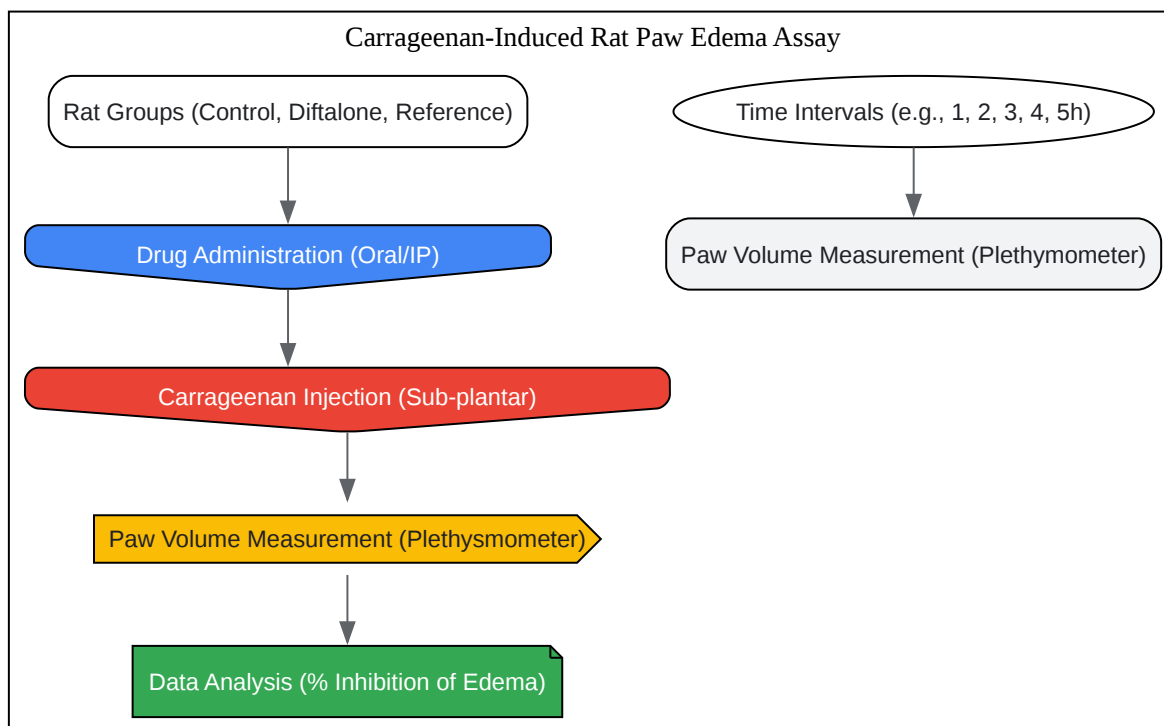 Carrageenan-Induced Rat Paw Edema Assay
Rat Groups (Control, Diftalone, Reference)
Drug Administration (Oral/IP)
Carrageenan Injection (Sub-plantar)
Paw Volume Measurement (Plethysmometer)
Data Analysis (% Inhibition of Edema)
Time Intervals (e.g., 1, 2, 3, 4, 5h)
Paw Volume Measurement (Plethymometer)